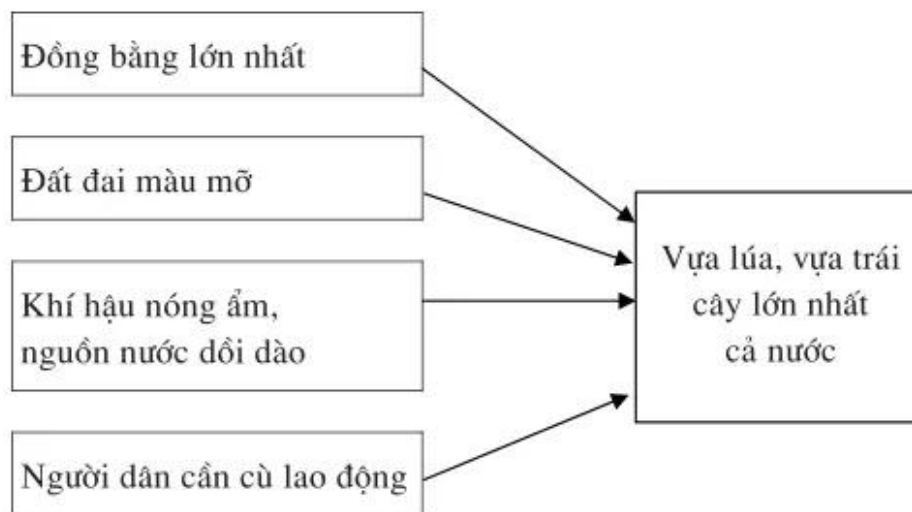 Đồng bằng lớn nhất
Đất đai màu mỡ
Khí hậu nóng ẩm,
nguồn nước dồi dào
Người dân cần cù lao động
Vựa lúa, vựa trái
cây lớn nhất
cả nước